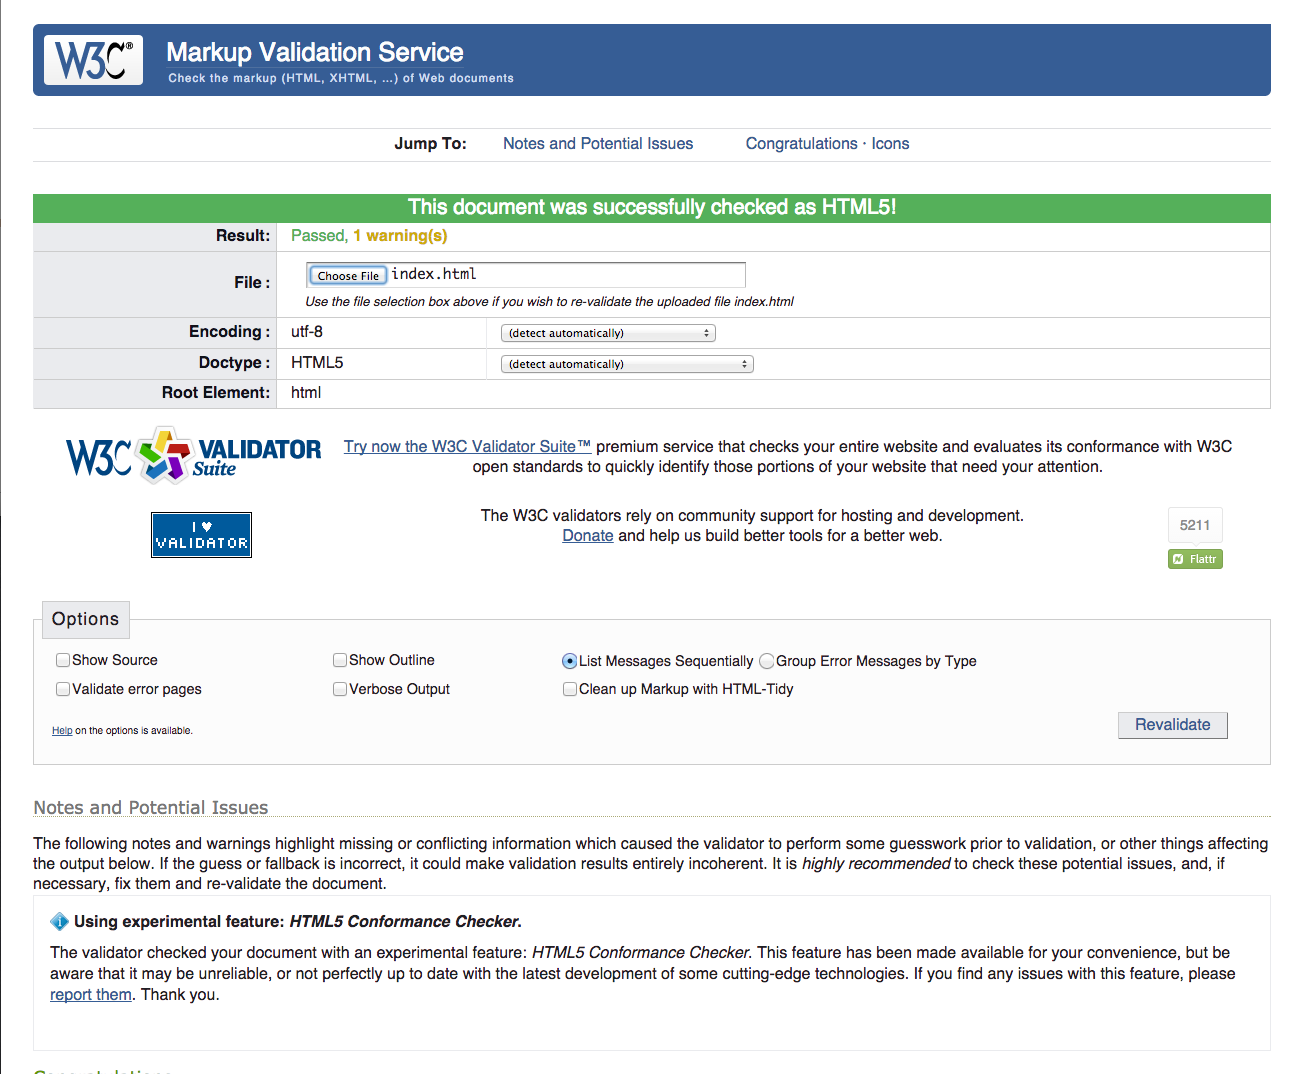 W3C®
Markup Validation Service
Check the markup (HTML, XHTML, ...) of Web documents
Jump To: Notes and Potential Issues Congratulations · Icons
This document was successfully checked as HTML5!
Result: Passed, 1 warning(s)
File : Choose File index.html
Use the file selection box above if you wish to re-validate the uploaded file index.html
Encoding : utf-8 (detect automatically)
Doctype : HTML5 (detect automatically)
Root Element: html
W3C VALIDATOR Suite
Try now the W3C Validator Suite™ premium service that checks your entire website and evaluates its conformance with W3C
open standards to quickly identify those portions of your website that need your attention.
I ♥
VALIDATOR
The W3C validators rely on community support for hosting and development.
Donate and help us build better tools for a better web.
5211
Flattr
Options
Show Source Show Outline List Messages Sequentially Group Error Messages by Type
Validate error pages Verbose Output Clean up Markup with HTML-Tidy
Help on the options is available.
Revalidate
Notes and Potential Issues
The following notes and warnings highlight missing or conflicting information which caused the validator to perform some guesswork prior to validation, or other things affecting
the output below. If the guess or fallback is incorrect, it could make validation results entirely incoherent. It is highly recommended to check these potential issues, and, if
necessary, fix them and re-validate the document.
Using experimental feature: HTML5 Conformance Checker.
The validator checked your document with an experimental feature: HTML5 Conformance Checker. This feature has been made available for your convenience, but be
aware that it may be unreliable, or not perfectly up to date with the latest development of some cutting-edge technologies. If you find any issues with this feature, please
report them. Thank you.